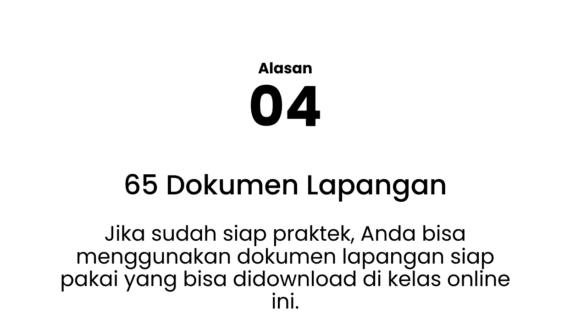 Alasan
04
65 Dokumen Lapangan
Jika sudah siap praktek, Anda bisa
menggunakan dokumen lapangan siap
pakai yang bisa didownload di kelas online
ini.